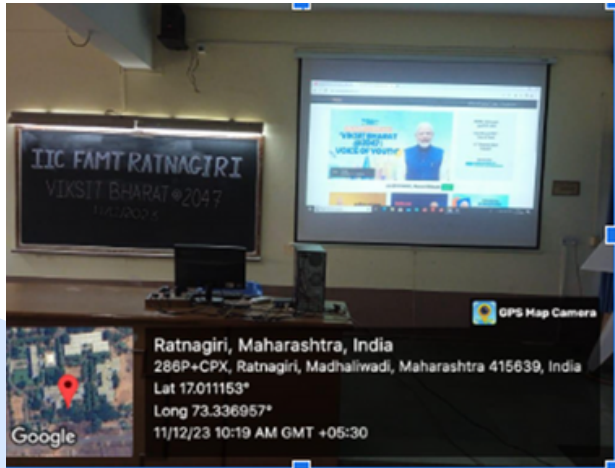 IIC FAMT RATNAGIRI
VIKSIT BHARAT@2047
11/12/2023
"VIKSIT BHARAT
@2047:
VOICE OF YOUTH"
GPS Map Camera
Ratnagiri, Maharashtra, India
286P+CPX, Ratnagiri, Madhaliwadi, Maharashtra 415639, India
Lat 17.011153°
Long 73.336957°
11/12/23 10:19 AM GMT +05:30
Google